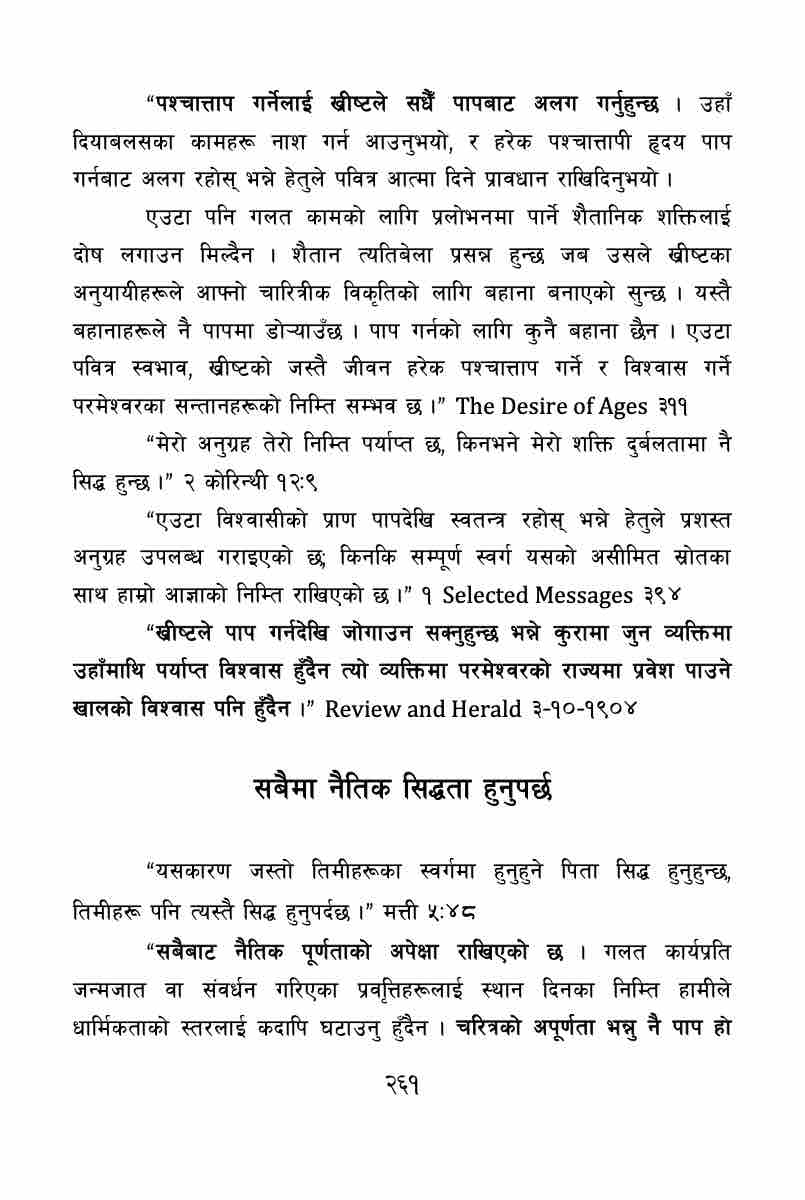 “पश्चात्ताप गर्नेलाई ख्रीष्टले सधैँ पापबाट अलग गर्नुहुन्छ । उहाँ
दियाबलसका कामहरू नाश गर्न आउनुभयो, र हरेक पश्चात्तापी हृदय पाप
गर्नबाट अलग रहोस् भन्ने हेतुले पवित्र आत्मा दिने प्रावधान राखिदिनुभयो ।
एउटा पनि गलत कामको लागि प्रलोभनमा पार्ने शैतानिक शक्तिलाई
दोष लगाउन मिल्दैन । शैतान त्यतिबेला प्रसन्न हुन्छ जब उसले ख्रीष्टका
अनुयायीहरूले आफ्नो चारित्रीक विकृतिको लागि बहाना बनाएको सुन्छ । यस्तै
बहानाहरूले नै पापमा डोऱ्याउँछ । पाप गर्नको लागि कुनै बहाना छैन । एउटा
पवित्र स्वभाव, ख्रीष्टको जस्तै जीवन हरेक पश्चात्ताप गर्ने र विश्वास गर्ने
परमेश्वरका सन्तानहरूको निम्ति सम्भव छ ।” The Desire of Ages ३११
“मेरो अनुग्रह तेरो निम्ति पर्याप्त छ, किनभने मेरो शक्ति दुर्बलतामा नै
सिद्ध हुन्छ ।” २ कोरिन्थी १२:९
“एउटा विश्वासीको प्राण पापदेखि स्वतन्त्र रहोस् भन्ने हेतुले प्रशस्त
अनुग्रह उपलब्ध गराइएको छ; किनकि सम्पूर्ण स्वर्ग यसको असीमित स्रोतका
साथ हाम्रो आज्ञाको निम्ति राखिएको छ ।” १ Selected Messages ३९४
“ख्रीष्टले पाप गर्नदेखि जोगाउन सक्नुहुन्छ भन्ने कुरामा जुन व्यक्तिमा
उहाँमाथि पर्याप्त विश्वास हुँदैन त्यो व्यक्तिमा परमेश्वरको राज्यमा प्रवेश पाउने
खालको विश्वास पनि हुँदैन ।” Review and Herald ३-१०-१९०४
सबैमा नैतिक सिद्धता हुनुपर्छ
“यसकारण जस्तो तिमीहरूका स्वर्गमा हुनुहुने पिता सिद्ध हुनुहुन्छ,
तिमीहरू पनि त्यस्तै सिद्ध हुनुपर्दछ ।” मत्ती ५:४८
“सबैबाट नैतिक पूर्णताको अपेक्षा राखिएको छ । गलत कार्यप्रति
जन्मजात वा संवर्धन गरिएका प्रवृत्तिहरूलाई स्थान दिनका निम्ति हामीले
धार्मिकताको स्तरलाई कदापि घटाउनु हुँदैन । चरित्रको अपूर्णता भन्नु नै पाप हो
२६१